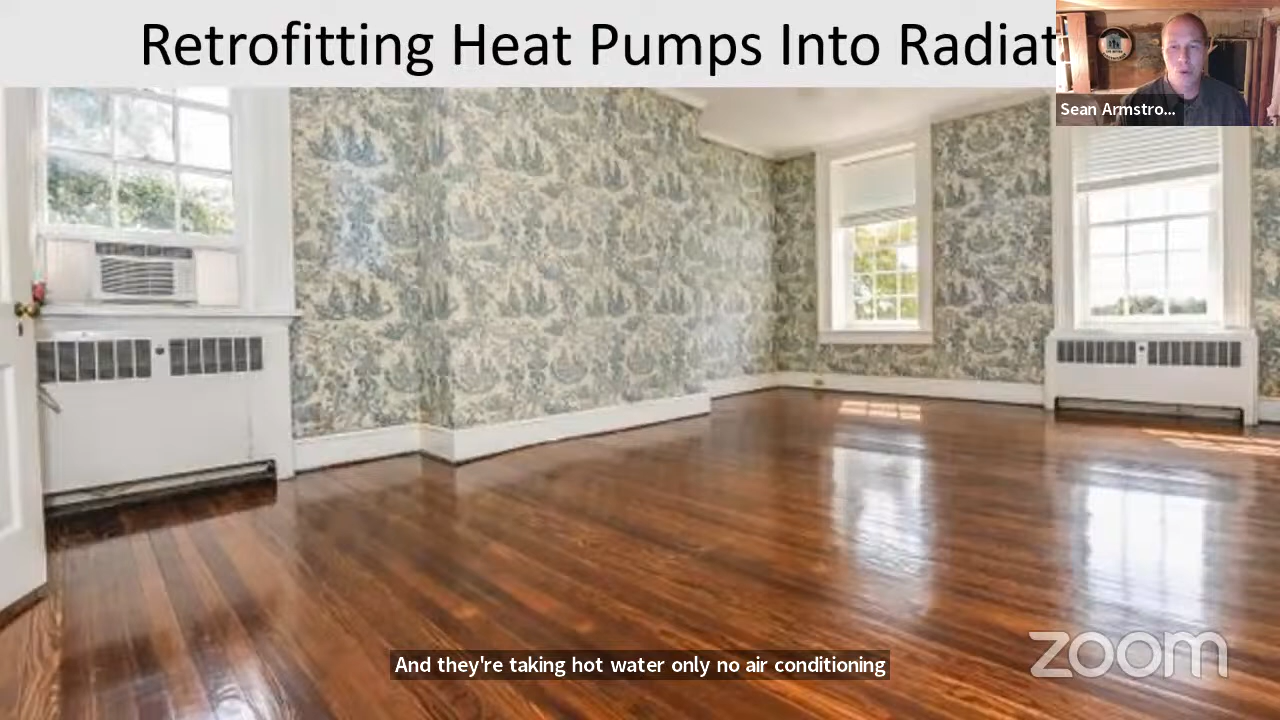 Retrofitting Heat Pumps Into Radiat
Sean Armstro...
And they're taking hot water only no air conditioning
zoom